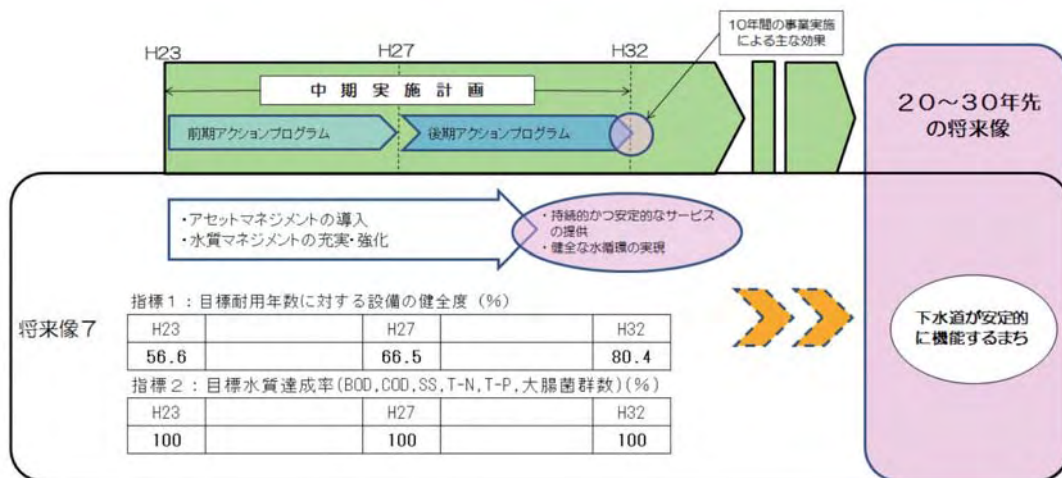 H23
H27
H32
10年間の事業実施
による主な効果
中期実施計画
前期アクションプログラム
後期アクションプログラム
20~30年先
の将来像
・アセットマネジメントの導入
・水質マネジメントの充実・強化
・持続的かつ安定的なサービス
の提供
・健全な水循環の実現
将来像7
指標1:目標耐用年数に対する設備の健全度(%)
H23 H27 H32
56.6 66.5 80.4
指標2:目標水質達成率(BOD,COD,SS,T-N,T-P,大腸菌群数)(%)
H23 H27 H32
100 100 100
下水道が安定的
に機能するまち